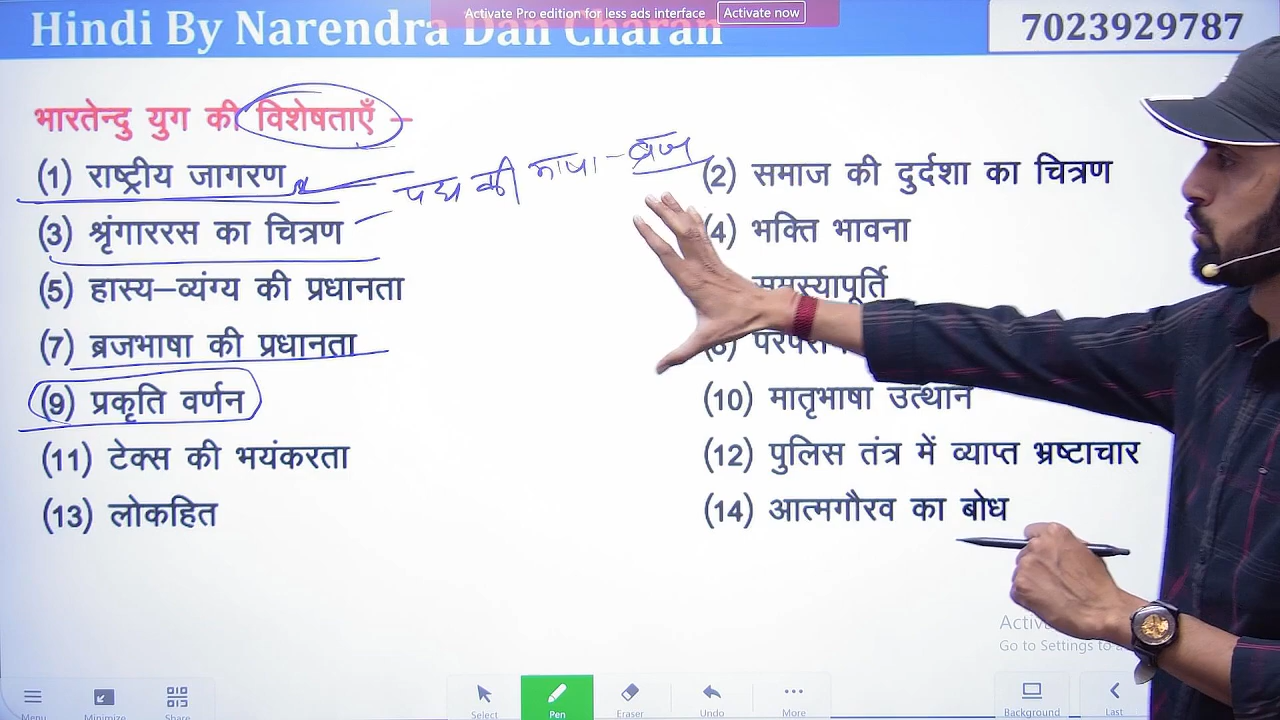 Activate Pro edition for less ads interface Activate now
Hindi By Narendra Dan Charan 7023929787
भारतेन्दु युग की विशेषताएँ –
पद्य की भाषा – ब्रज
(1) राष्ट्रीय जागरण (2) समाज की दुर्दशा का चित्रण
(3) श्रृंगाररस का चित्रण (4) भक्ति भावना
(5) हास्य–व्यंग्य की प्रधानता समस्यापूर्ति
(7) ब्रजभाषा की प्रधानता (8)
(9) प्रकृति वर्णन (10) मातृभाषा उत्थान
(11) टेक्स की भयंकरता (12) पुलिस तंत्र में व्याप्त भ्रष्टाचार
(13) लोकहित (14) आत्मगौरव का बोध
Go to Settings to
Menu Minimize Share Select Pen Eraser Undo More Background Last